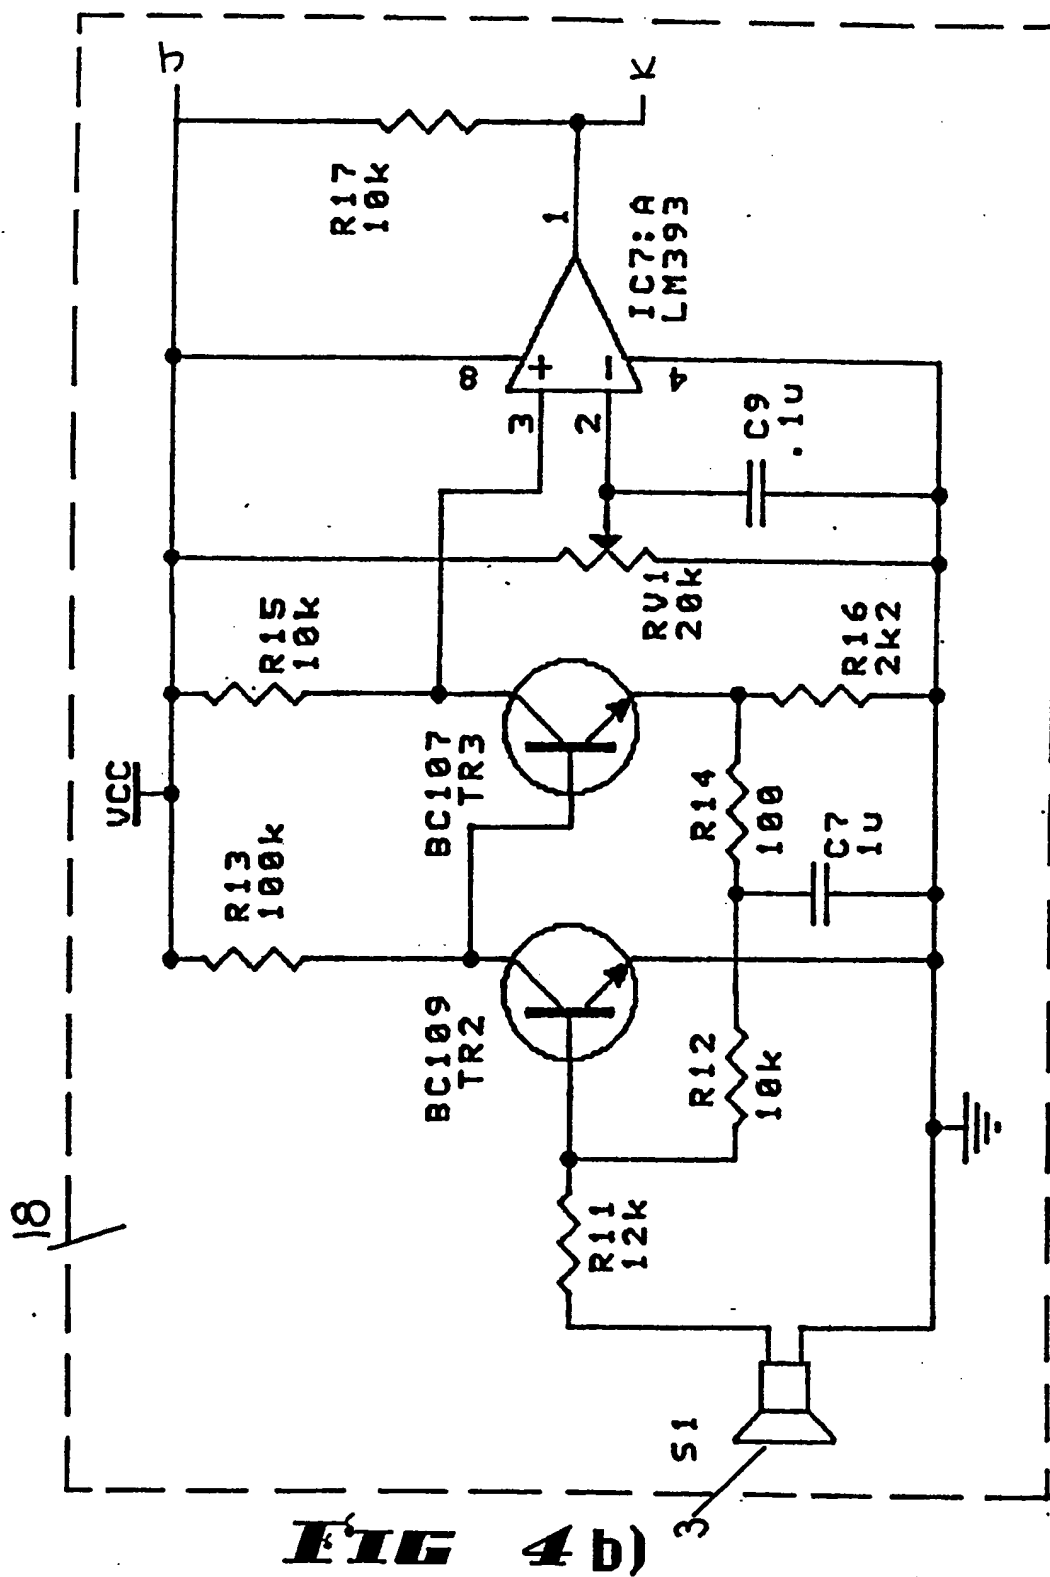 18
J
VCC
R13
100k
R15
10k
R17
10k
K
BC109
TR2
BC107
TR3
8
3
+
2
−
1
4
IC7:A
LM393
RV1
20k
C9
.1u
R11
12k
R12
10k
R14
100
C7
1u
R16
2k2
S1
3
FIG 4 b)